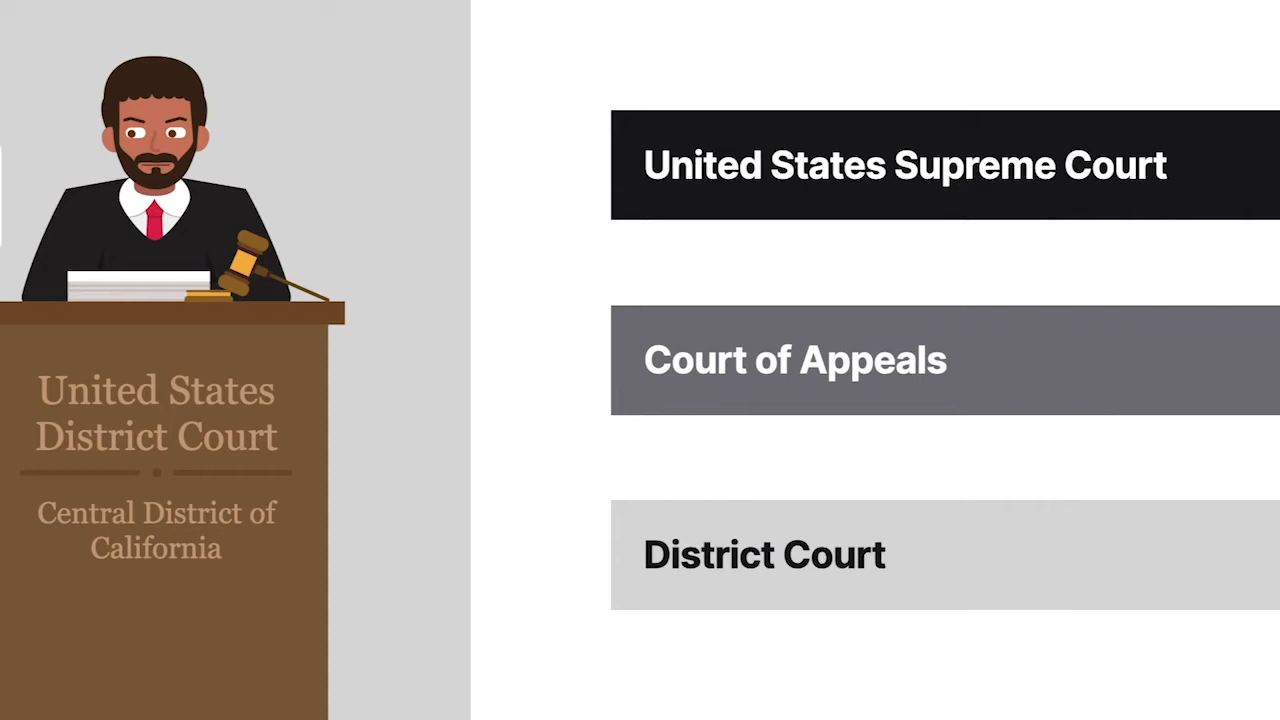 United States
District Court
Central District of
California
United States Supreme Court
Court of Appeals
District Court